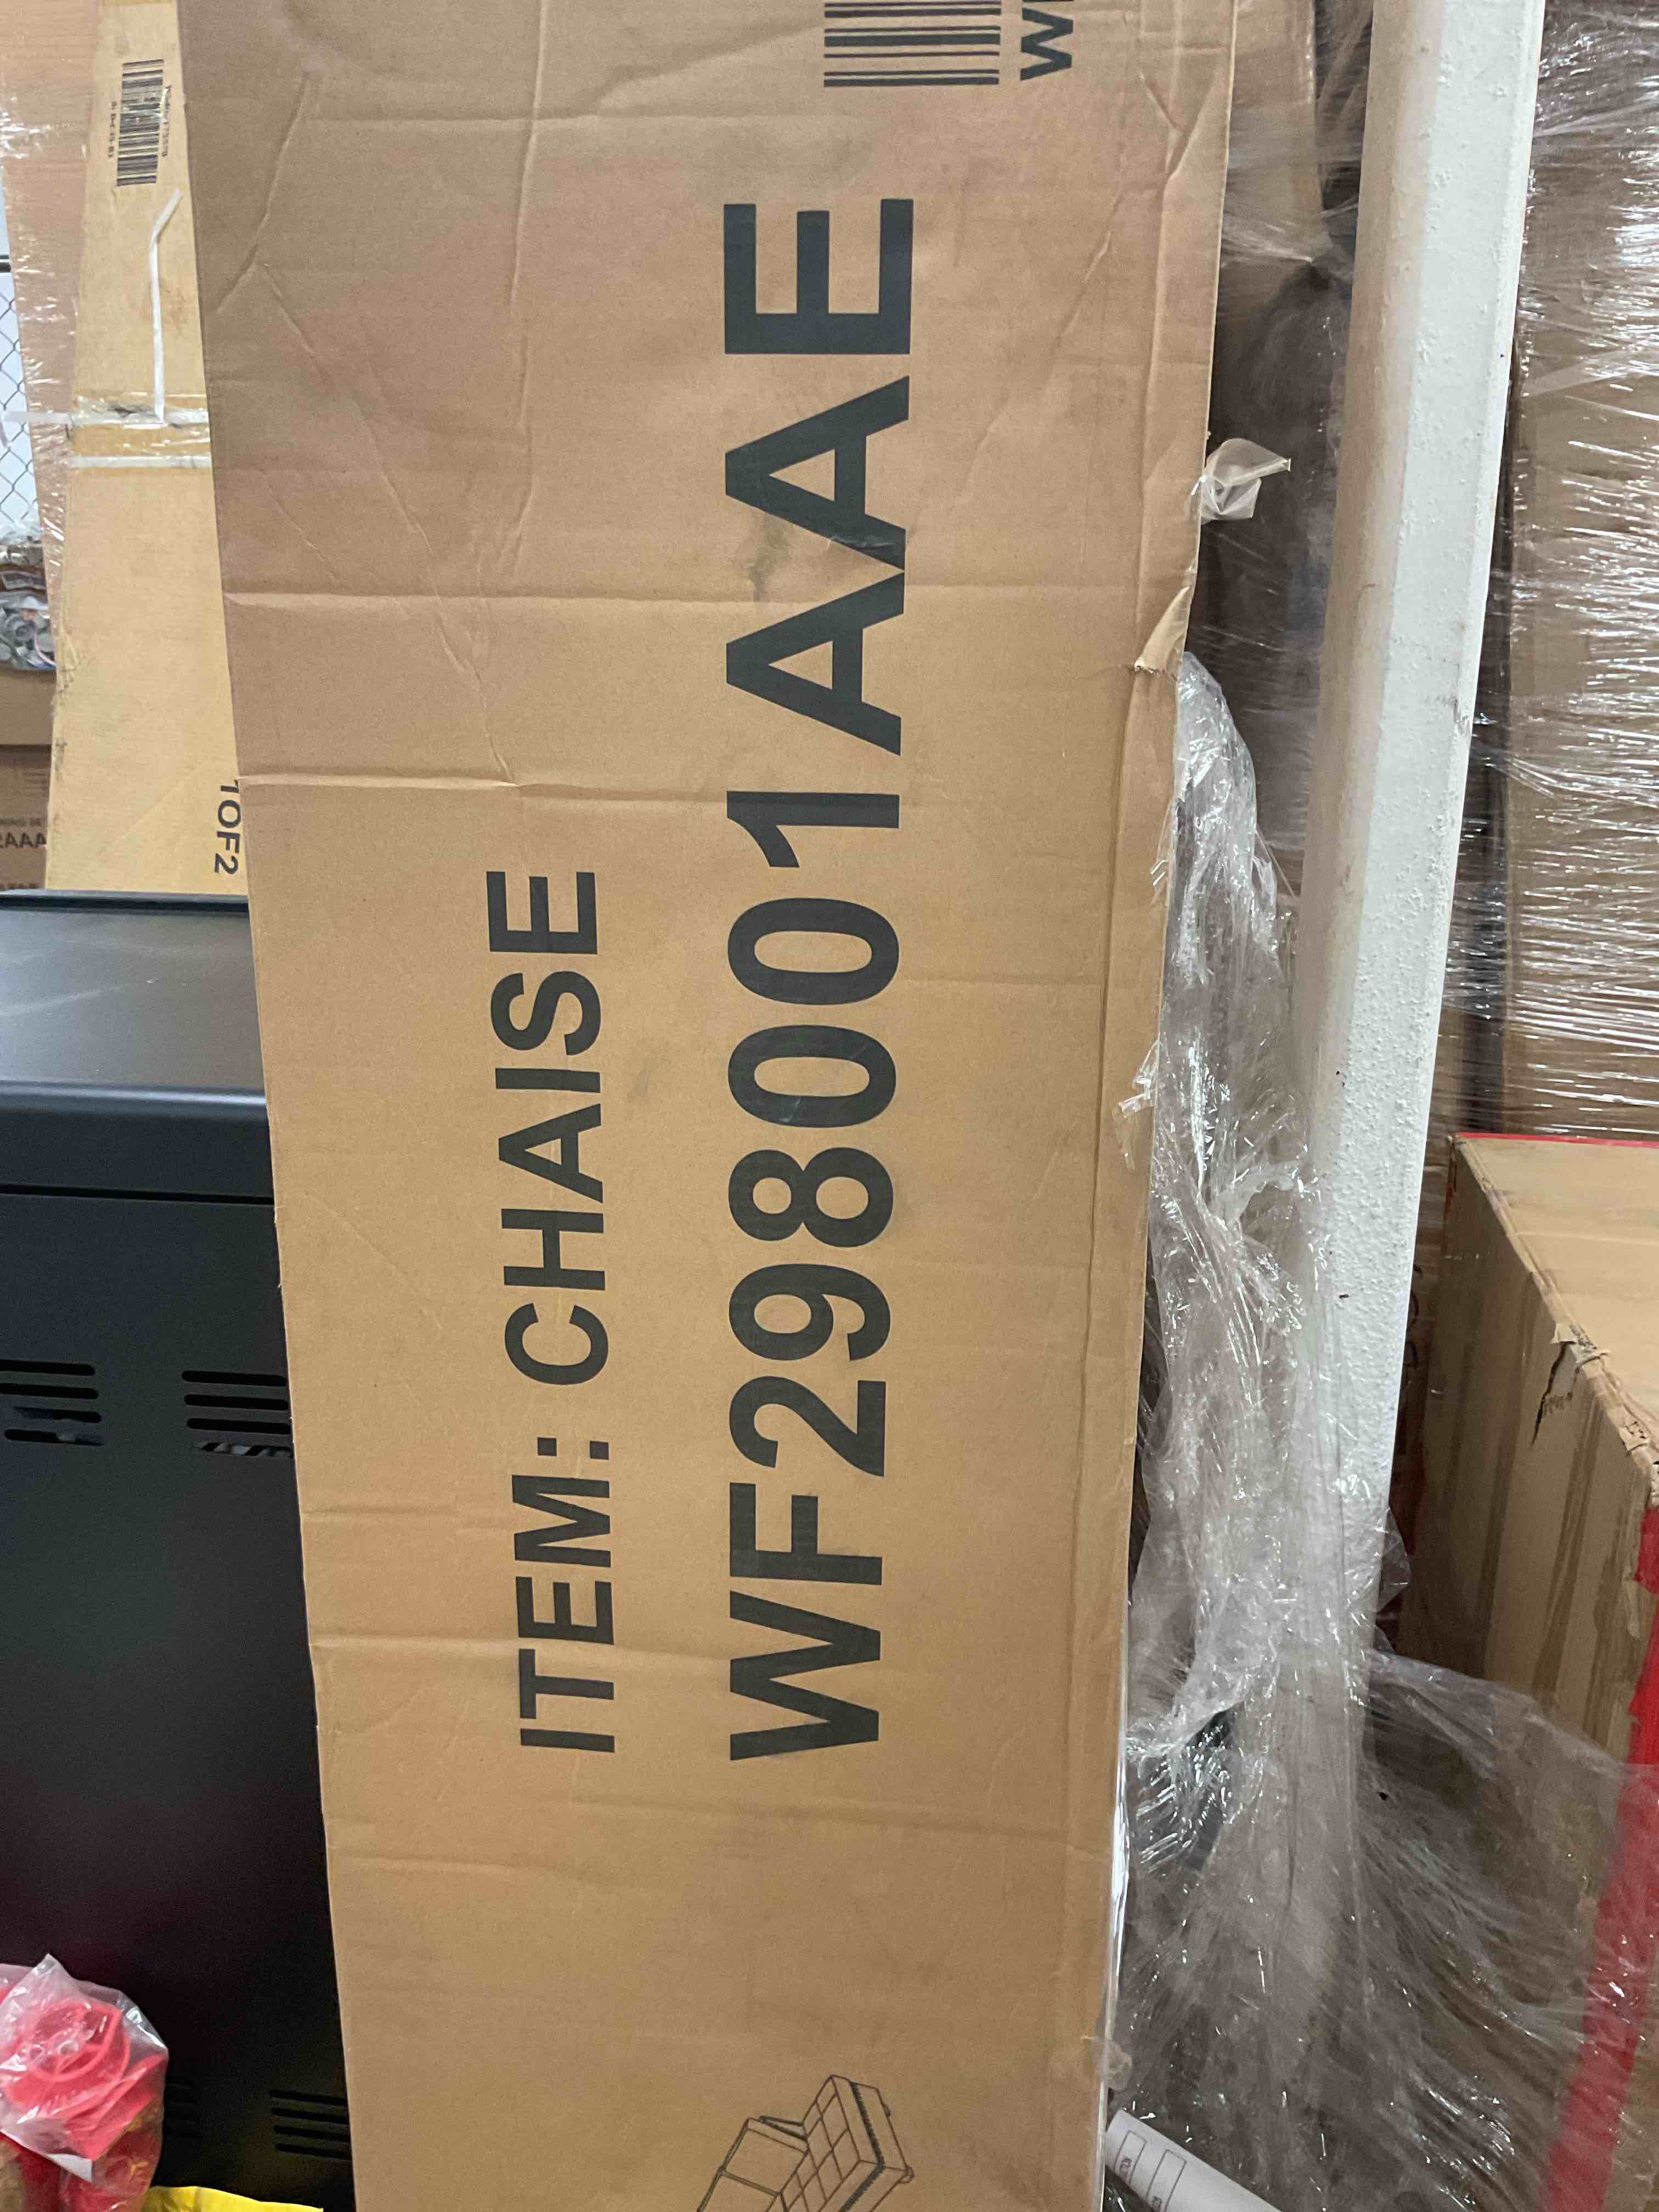 ITEM: CHAISE
WF298001AAE
W
1OF2